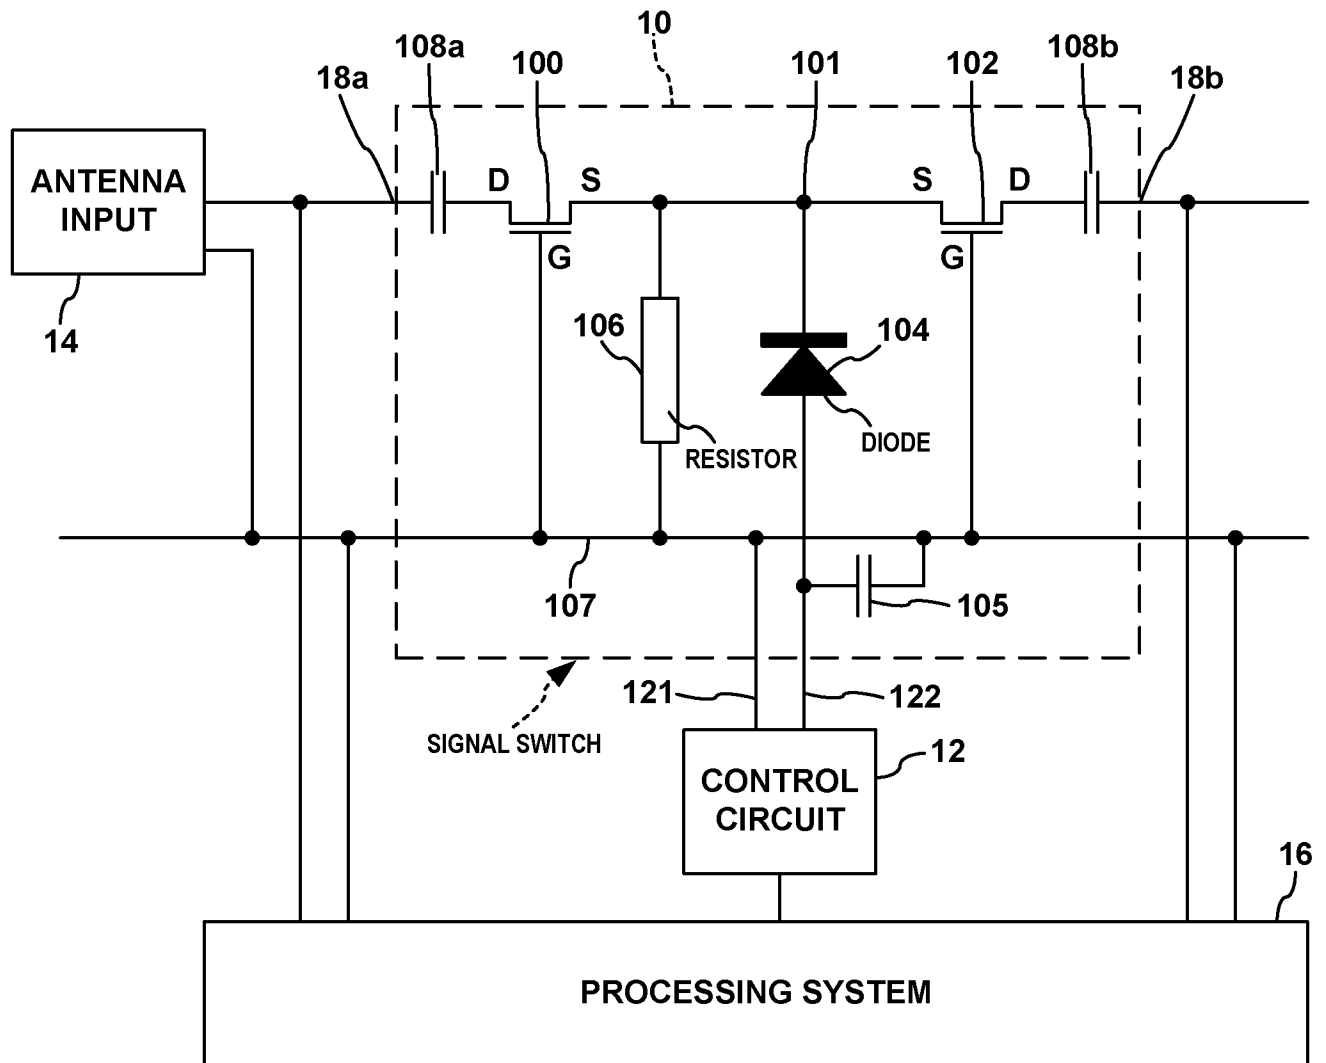 10
108a
100
101
102
108b
18a
18b
ANTENNA
INPUT
D
S
S
D
G
G
14
106
104
RESISTOR
DIODE
107
105
121
122
SIGNAL SWITCH
12
CONTROL
CIRCUIT
16
PROCESSING SYSTEM